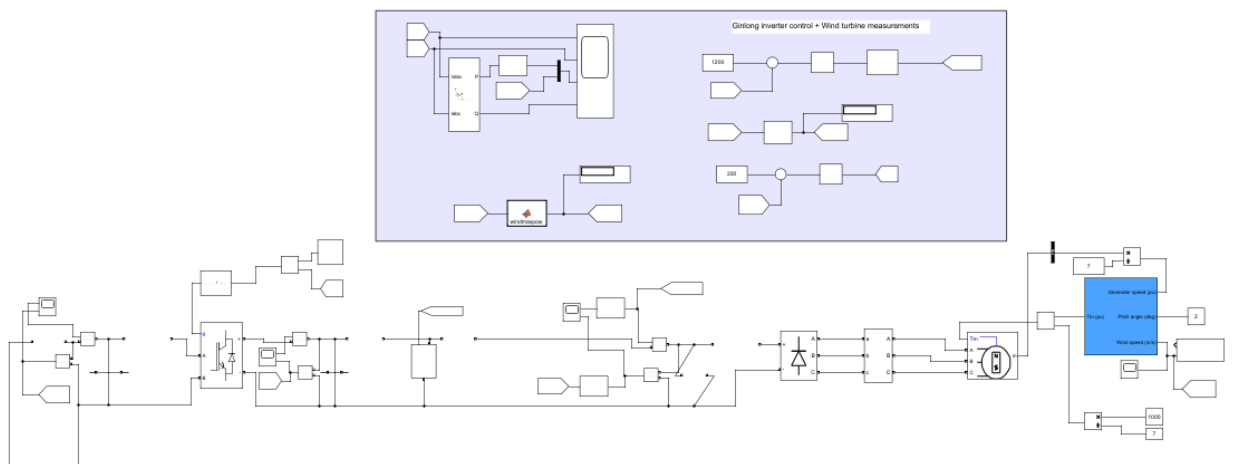 Ginlong inverter control + Wind turbine measurements
1200
Vabc
P
Iabc
Q
200
windmaxpow
7
Generator speed (pu)
Tm (pu)
Pitch angle (deg)
2
Wind speed (m/s)
g
A
B
+
-
A
B
C
a
b
c
A
B
C
Tm
A
B
C
m
N
S
1000
7